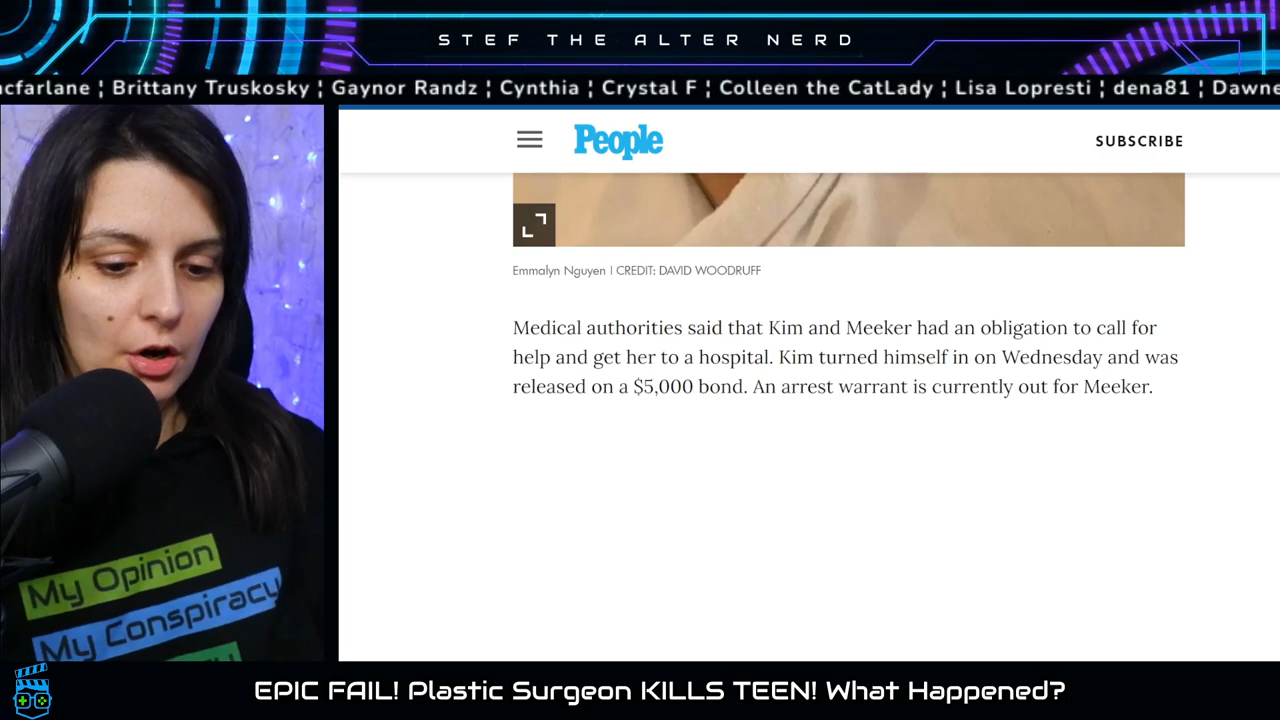 STEF THE ALTER NERD
acfarlane ¦ Brittany Truskosky ¦ Gaynor Randz ¦ Cynthia ¦ Crystal F ¦ Colleen the CatLady ¦ Lisa Lopresti ¦ dena81 ¦ Dawne
People
SUBSCRIBE
Emmalyn Nguyen | CREDIT: DAVID WOODRUFF
Medical authorities said that Kim and Meeker had an obligation to call for
help and get her to a hospital. Kim turned himself in on Wednesday and was
released on a $5,000 bond. An arrest warrant is currently out for Meeker.
My Opinion
My Conspiracy
EPIC FAIL! Plastic Surgeon KILLS TEEN! What Happened?